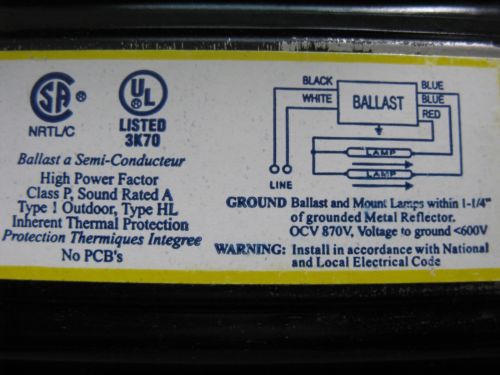 SA
NRTL/C
UL
LISTED
3K70
Ballast a Semi-Conducteur
High Power Factor
Class P, Sound Rated A
Type 1 Outdoor, Type HL
Inherent Thermal Protection
Protection Thermiques Integree
No PCB's
BLACK
WHITE
BALLAST
BLUE
BLUE
RED
LAMP
LAMP
LINE
GROUND Ballast and Mount Lamps within 1-1/4"
of grounded Metal Reflector.
OCV 870V, Voltage to ground <600V
WARNING: Install in accordance with National
and Local Electrical Code